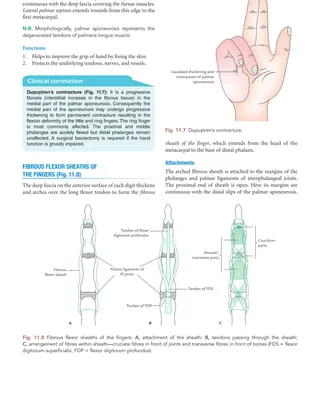 continuous with the deep fascia covering the thenar muscles.
Lateral palmar septum extends inwards from this edge to the
first metacarpal.
N.B. Morphologically, palmar aponeurosis represents the
degenerated tendons of palmaris longus muscle
Functions
1. Helps to improve the grip of hand by fixing the skin.
2. Protects the underlying tendons, nerves, and vessels.
Clinical correlation
Dupuytren's contracture (Fig. 11.7): It is a progressive
fibrosis (interstitial increase in the fibrous tissue) in the
medial part of the palmar aponeurosis. Consequently the
medial part of the aponeurosis may undergo progressive
thickening to form permanent contracture resulting in the
flexion deformity of the little and ring fingers. The ring finger
is most commonly affected. The proximal and middle
phalanges are acutely flexed but distal phalanges remain
unaffected. A surgical fasciectomy is required if the hand
function is grossly impaired.
FIBROUS FLEXOR SHEATHS OF
THE FINGERS (Fig. 11.8)
The deep fascia on the anterior surface of each digit thickens
and arches over the long flexor tendon to form the fibrous
Localized thickening and
contracture of palmar
aponeurosis
Fig. 11.7 Dupuytren's contracture.
sheath of the finger, which extends from the head of the
metacarpal to the base of distal phalanx.
Attachments
The arched fibrous sheath is attached to the margins of the
phalanges and palmar ligaments of interphalangeal joints.
The proximal end of sheath is open. Here its margins are
continuous with the distal slips of the palmar aponeurosis,
Tendon of flexor
digitorum profundus
Cruciform
parts
Annular/
transverse parts
Fibrous
flexor sheath
Palmar ligaments of
IP joints
Tendon of FDS
Tendon of FDP
A
B
C
Fig. 11.8 Fibrous flexor sheaths of the fingers: A, attachment of the sheath; B, tendons passing through the sheath;
C, arrangement of fibres within sheath—cruciate fibres in front of joints and transverse fibres in front of bones (FDS = flexor
digitorum superficialis, FDP = flexor digitorum profundus).